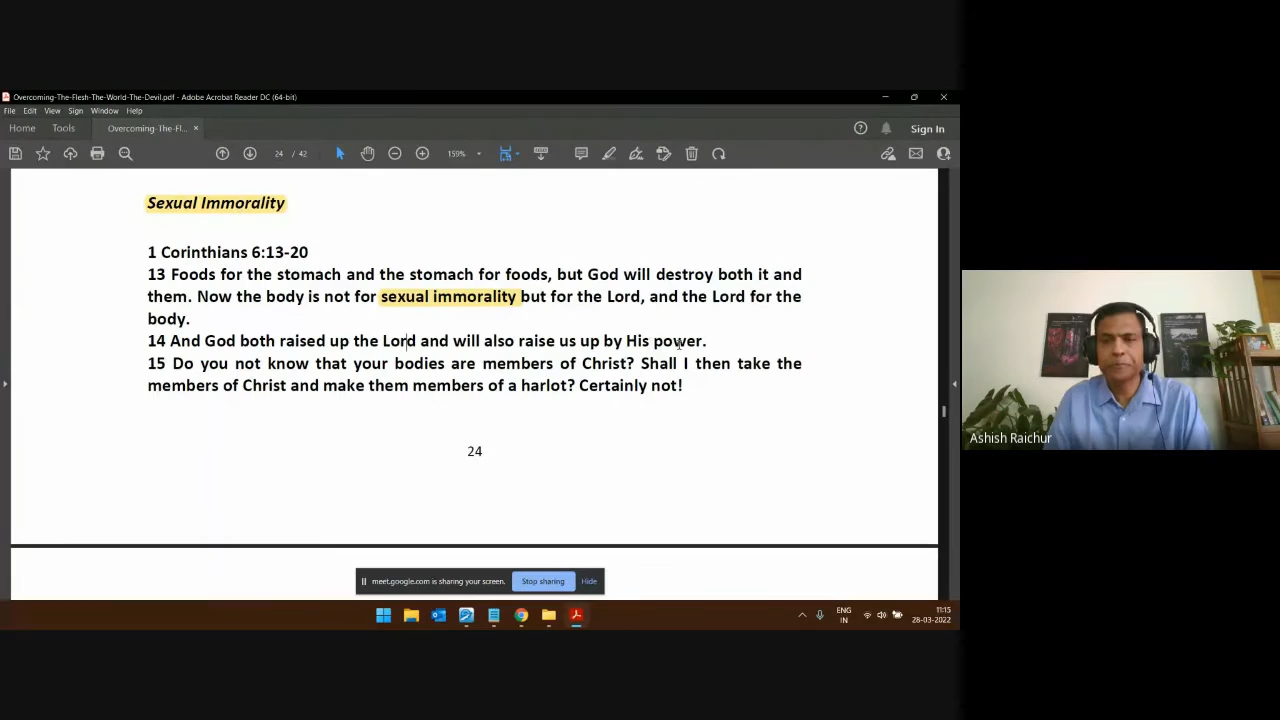 Overcoming-The-Flesh-The-World-The-Devil.pdf - Adobe Acrobat Reader DC (64-bit)
File Edit View Sign Window Help
Home Tools Overcoming-The-Fl... × Sign In
24 / 42 159%
Sexual Immorality
1 Corinthians 6:13-20
13 Foods for the stomach and the stomach for foods, but God will destroy both it and
them. Now the body is not for sexual immorality but for the Lord, and the Lord for the
body.
14 And God both raised up the Lord and will also raise us up by His power.
15 Do you not know that your bodies are members of Christ? Shall I then take the
members of Christ and make them members of a harlot? Certainly not!
24
Ashish Raichur
meet.google.com is sharing your screen. Stop sharing Hide
ENG
IN
11:15
28-03-2022